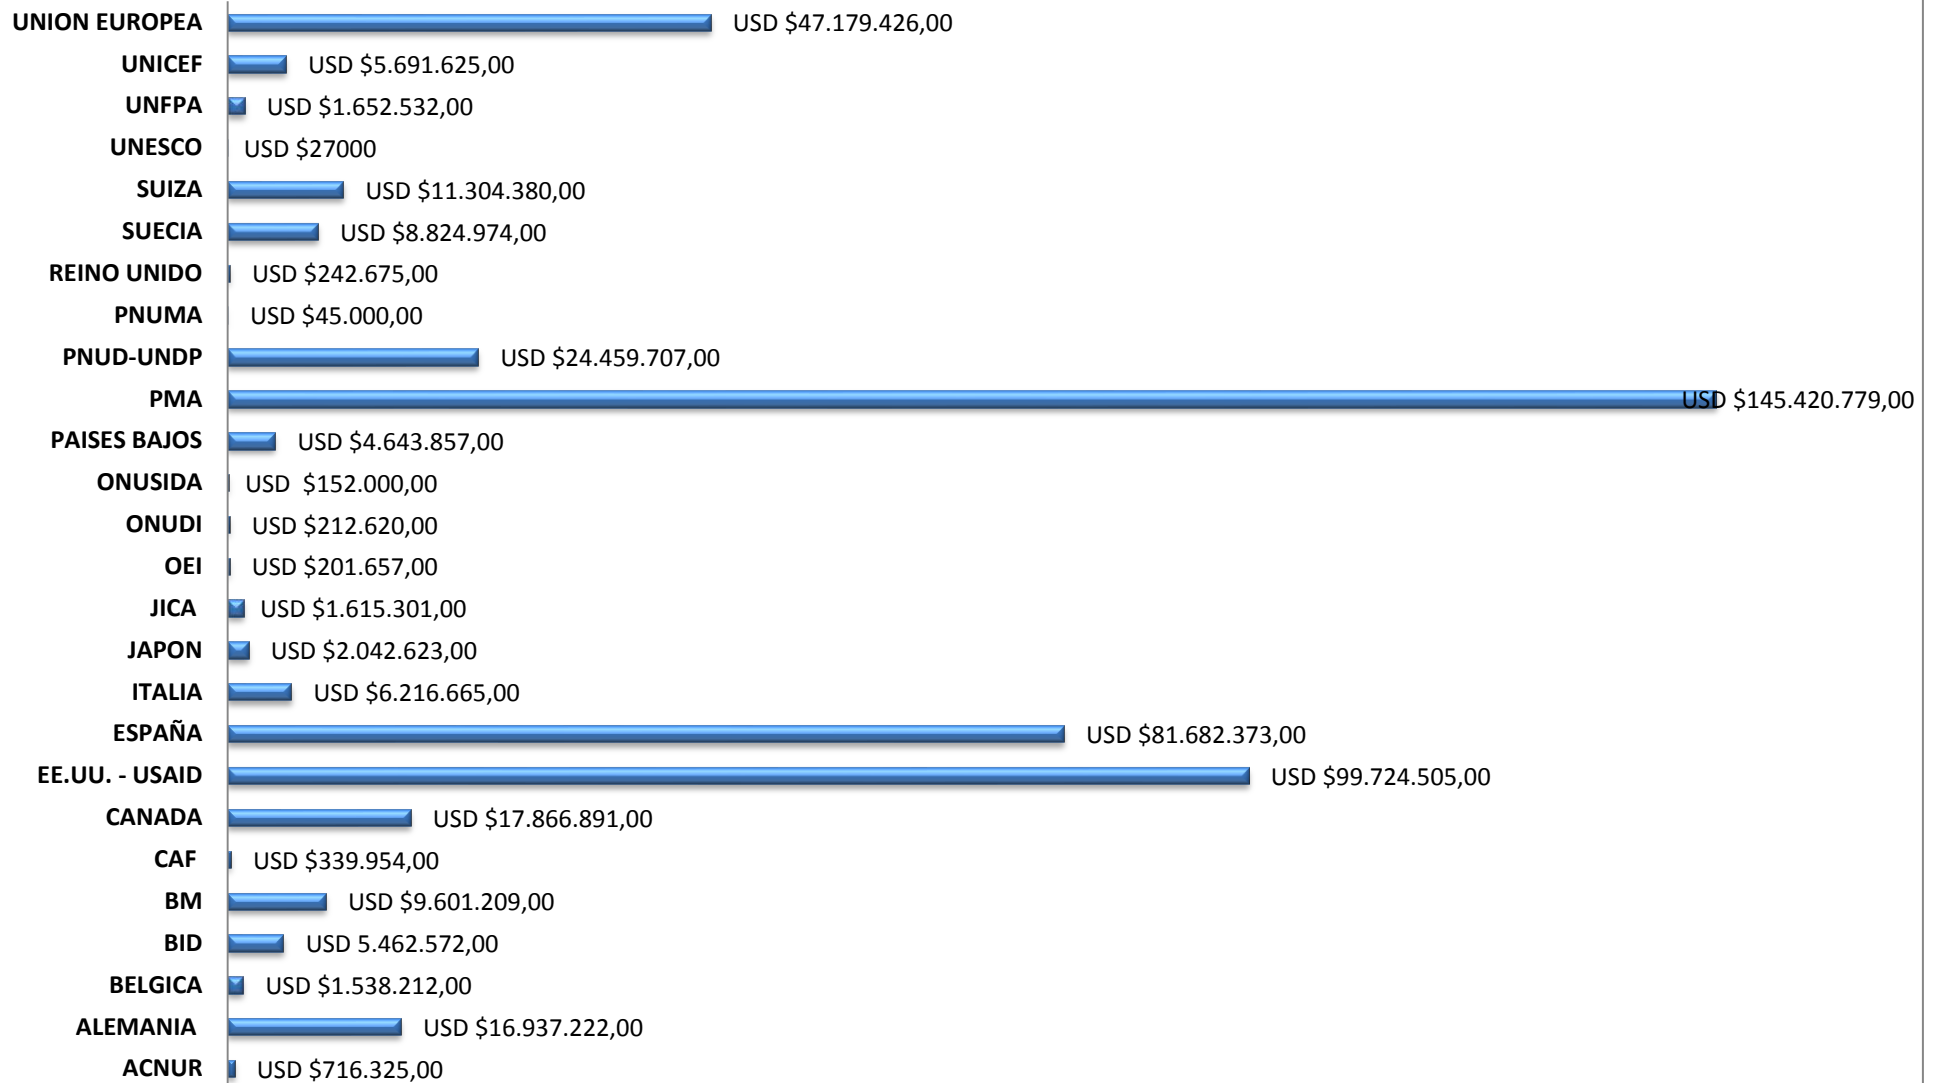 UNION EUROPEA USD $47.179.426,00
UNICEF USD $5.691.625,00
UNFPA USD $1.652.532,00
UNESCO USD $27000
SUIZA USD $11.304.380,00
SUECIA USD $8.824.974,00
REINO UNIDO USD $242.675,00
PNUMA USD $45.000,00
PNUD-UNDP USD $24.459.707,00
PMA USD $145.420.779,00
PAISES BAJOS USD $4.643.857,00
ONUSIDA USD $152.000,00
ONUDI USD $212.620,00
OEI USD $201.657,00
JICA USD $1.615.301,00
JAPON USD $2.042.623,00
ITALIA USD $6.216.665,00
ESPAÑA USD $81.682.373,00
EE.UU. - USAID USD $99.724.505,00
CANADA USD $17.866.891,00
CAF USD $339.954,00
BM USD $9.601.209,00
BID USD 5.462.572,00
BELGICA USD $1.538.212,00
ALEMANIA USD $16.937.222,00
ACNUR USD $716.325,00